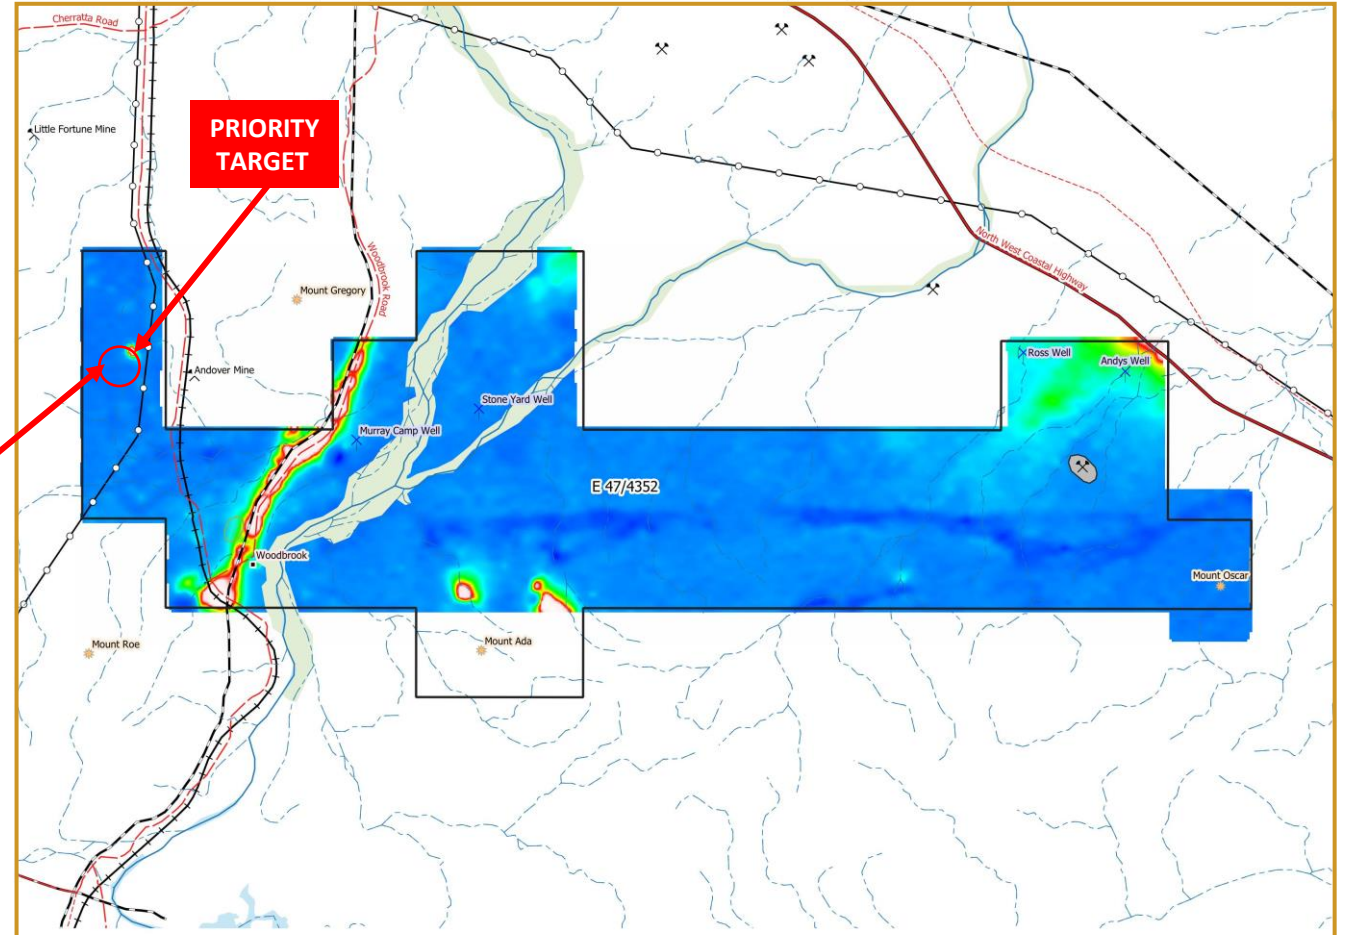 Cherratta Road
PRIORITY
TARGET
Little Fortune Mine
Woodbrook Road
North West Coastal Highway
Mount Gregory
Ross Well
Andys Well
Andover Mine
Stone Yard Well
Murray Camp Well
E 47/4352
Woodbrook
Mount Oscar
Mount Roe
Mount Ada